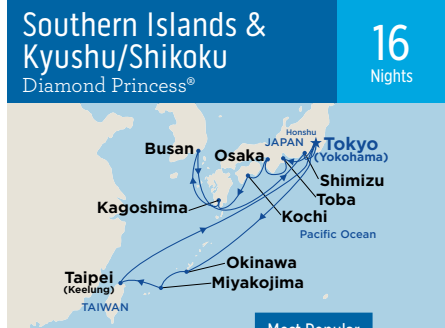 Southern Islands &
Kyushu/Shikoku
Diamond Princess®
16
Nights
Honshu
JAPAN
Tokyo
(Yokohama)
Busan
Osaka
Shimizu
Toba
Kagoshima
Kochi
Pacific Ocean
Okinawa
Taipei
(Keelung)
Miyakojima
TAIWAN
Most Popular